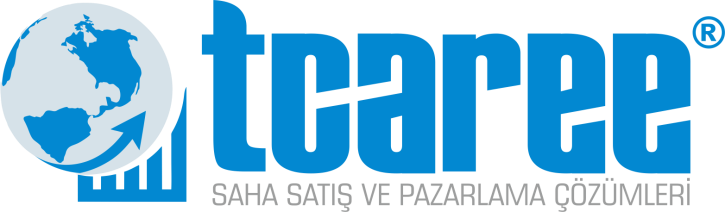 tcaree®
SAHA SATIŞ VE PAZARLAMA ÇÖZÜMLERİ